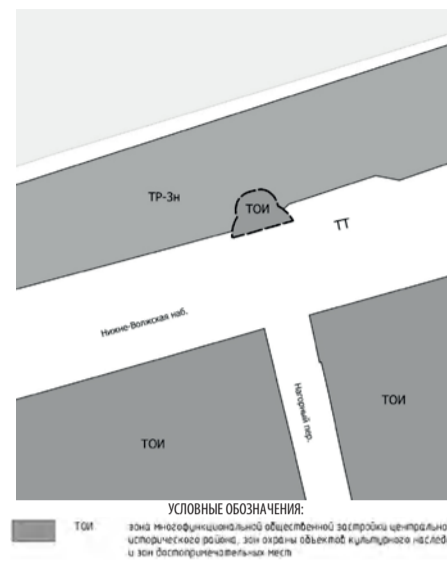 ТР-3н
ТОИ
ТТ
Нижне-Волжская наб.
Нагорный пер.
ТОИ
ТОИ
УСЛОВНЫЕ ОБОЗНАЧЕНИЯ:
ТОИ зона многофункциональной общественной застройки центрально
исторического района, зон охраны объектов культурного наслед
и зон достопримечательных мест